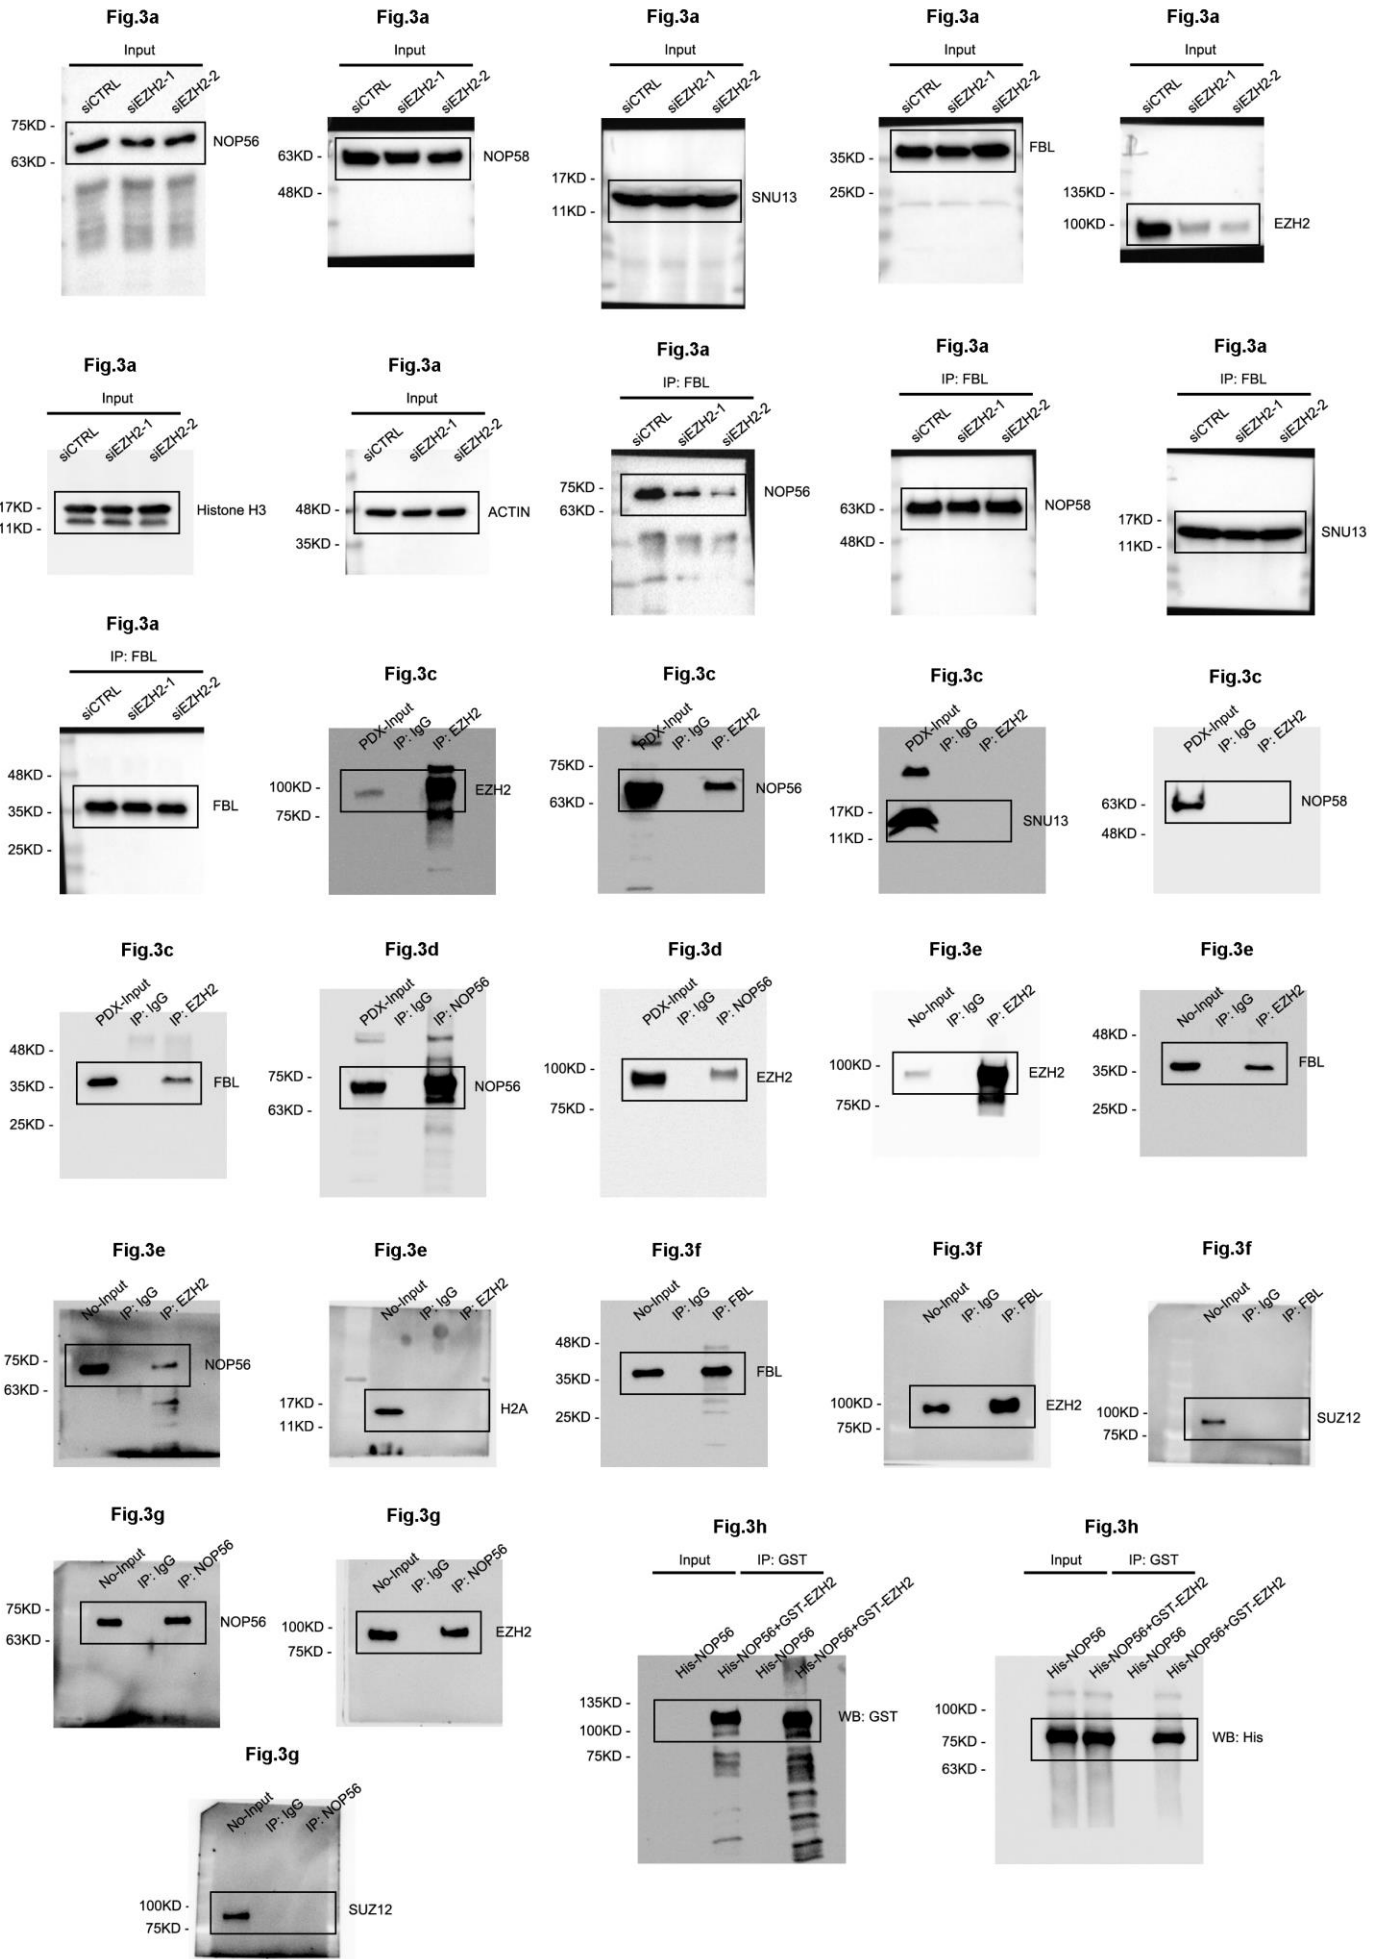 Fig.3a
Input
siCTRL siEZH2-1 siEZH2-2
75KD -
63KD -
NOP56
Fig.3a
Input
siCTRL siEZH2-1 siEZH2-2
63KD -
48KD -
NOP58
Fig.3a
Input
siCTRL siEZH2-1 siEZH2-2
17KD -
11KD -
SNU13
Fig.3a
Input
siCTRL siEZH2-1 siEZH2-2
35KD -
25KD -
FBL
Fig.3a
Input
siCTRL siEZH2-1 siEZH2-2
135KD -
100KD -
EZH2
Fig.3a
Input
siCTRL siEZH2-1 siEZH2-2
17KD -
11KD -
Histone H3
Fig.3a
Input
siCTRL siEZH2-1 siEZH2-2
48KD -
35KD -
ACTIN
Fig.3a
IP: FBL
siCTRL siEZH2-1 siEZH2-2
75KD -
63KD -
NOP56
Fig.3a
IP: FBL
siCTRL siEZH2-1 siEZH2-2
63KD -
48KD -
NOP58
Fig.3a
IP: FBL
siCTRL siEZH2-1 siEZH2-2
17KD -
11KD -
SNU13
Fig.3a
IP: FBL
siCTRL siEZH2-1 siEZH2-2
48KD -
35KD -
25KD -
FBL
Fig.3c
PDX-Input IP: IgG IP: EZH2
100KD -
75KD -
EZH2
Fig.3c
PDX-Input IP: IgG IP: EZH2
75KD -
63KD -
NOP56
Fig.3c
PDX-Input IP: IgG IP: EZH2
17KD -
11KD -
SNU13
Fig.3c
PDX-Input IP: IgG IP: EZH2
63KD -
48KD -
NOP58
Fig.3c
PDX-Input IP: IgG IP: EZH2
48KD -
35KD -
25KD -
FBL
Fig.3d
PDX-Input IP: IgG IP: NOP56
75KD -
63KD -
NOP56
Fig.3d
PDX-Input IP: IgG IP: NOP56
100KD -
75KD -
EZH2
Fig.3e
No-Input IP: IgG IP: EZH2
100KD -
75KD -
EZH2
Fig.3e
No-Input IP: IgG IP: EZH2
48KD -
35KD -
25KD -
FBL
Fig.3e
No-Input IP: IgG IP: EZH2
75KD -
63KD -
NOP56
Fig.3e
No-Input IP: IgG IP: EZH2
17KD -
11KD -
H2A
Fig.3f
No-Input IP: IgG IP: FBL
48KD -
35KD -
25KD -
FBL
Fig.3f
No-Input IP: IgG IP: FBL
100KD -
75KD -
EZH2
Fig.3f
No-Input IP: IgG IP: FBL
100KD -
75KD -
SUZ12
Fig.3g
No-Input IP: IgG IP: NOP56
75KD -
63KD -
NOP56
Fig.3g
No-Input IP: IgG IP: NOP56
100KD -
75KD -
EZH2
Fig.3h
Input IP: GST
His-NOP56 His-NOP56+GST-EZH2 His-NOP56 His-NOP56+GST-EZH2
135KD -
100KD -
75KD -
WB: GST
Fig.3h
Input IP: GST
His-NOP56 His-NOP56+GST-EZH2 His-NOP56 His-NOP56+GST-EZH2
100KD -
75KD -
63KD -
WB: His
Fig.3g
No-Input IP: IgG IP: NOP56
100KD -
75KD -
SUZ12